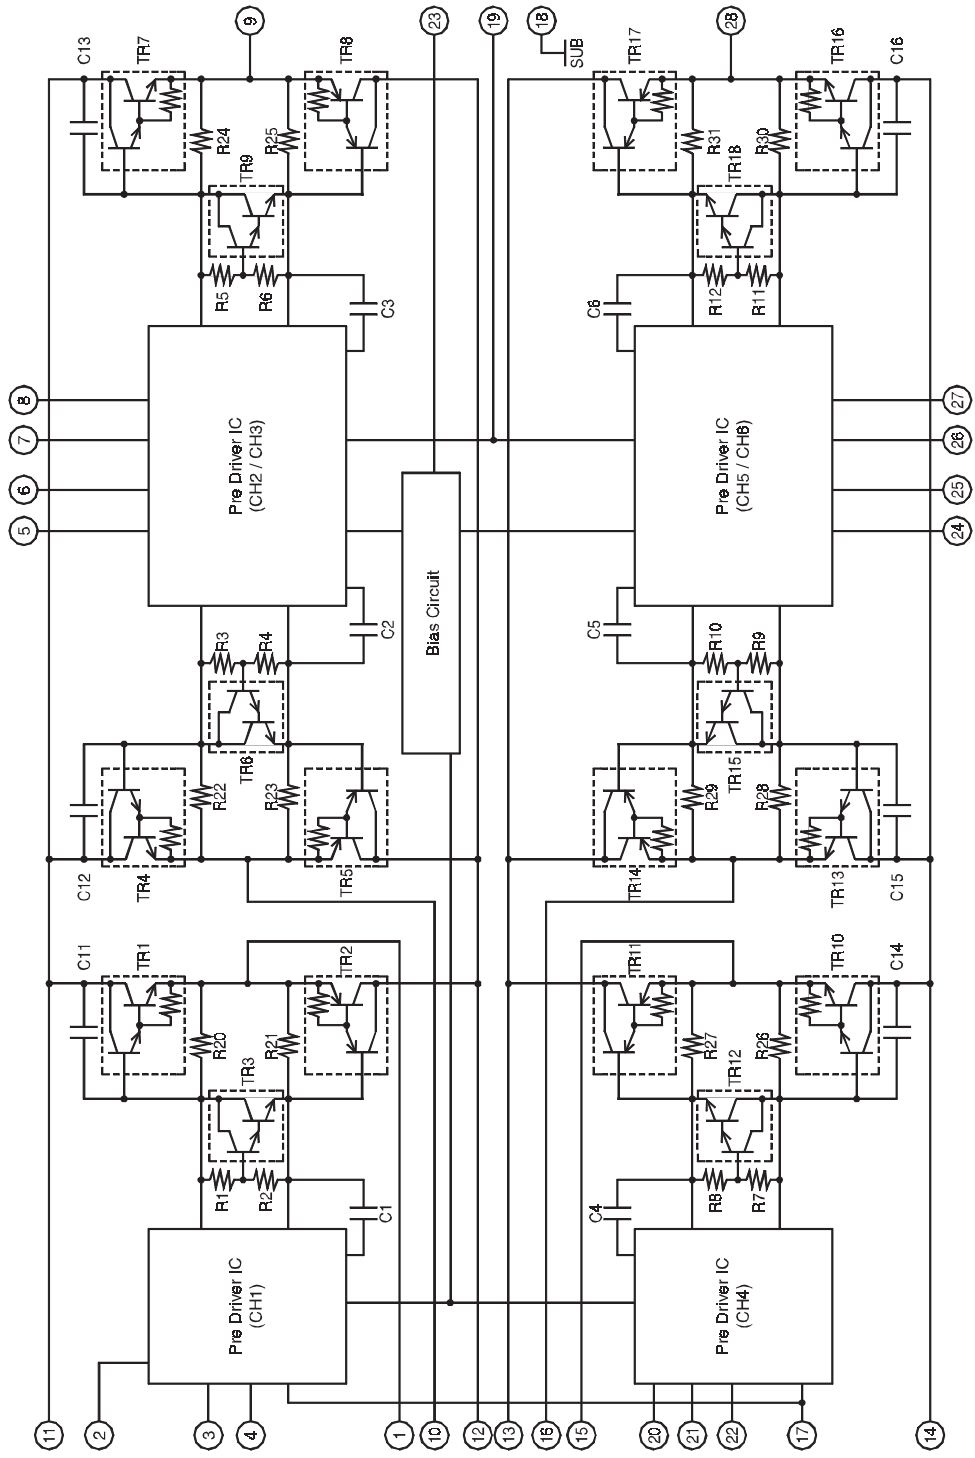 9
23
19
18
28
C13
TR7
TR8
SUB
TR17
TR16
C16
R24
R25
TR9
R31
TR18
R30
R5
R6
C3
C6
R12
R11
8
7
6
5
Pre Driver IC
(CH2 / CH3)
Pre Driver IC
(CH5 / CH6)
27
26
25
24
Bias Circuit
R3
R4
C2
C5
R10
R9
TR6
TR15
R22
R23
R29
R28
C12
TR4
TR5
TR14
TR13
C15
C11
TR1
TR2
TR11
TR10
C14
R20
R21
TR3
R27
TR12
R26
R1
R2
C1
C4
R8
R7
Pre Driver IC
(CH1)
Pre Driver IC
(CH4)
11
2
3
4
1
10
12
13
16
15
20
21
22
17
14